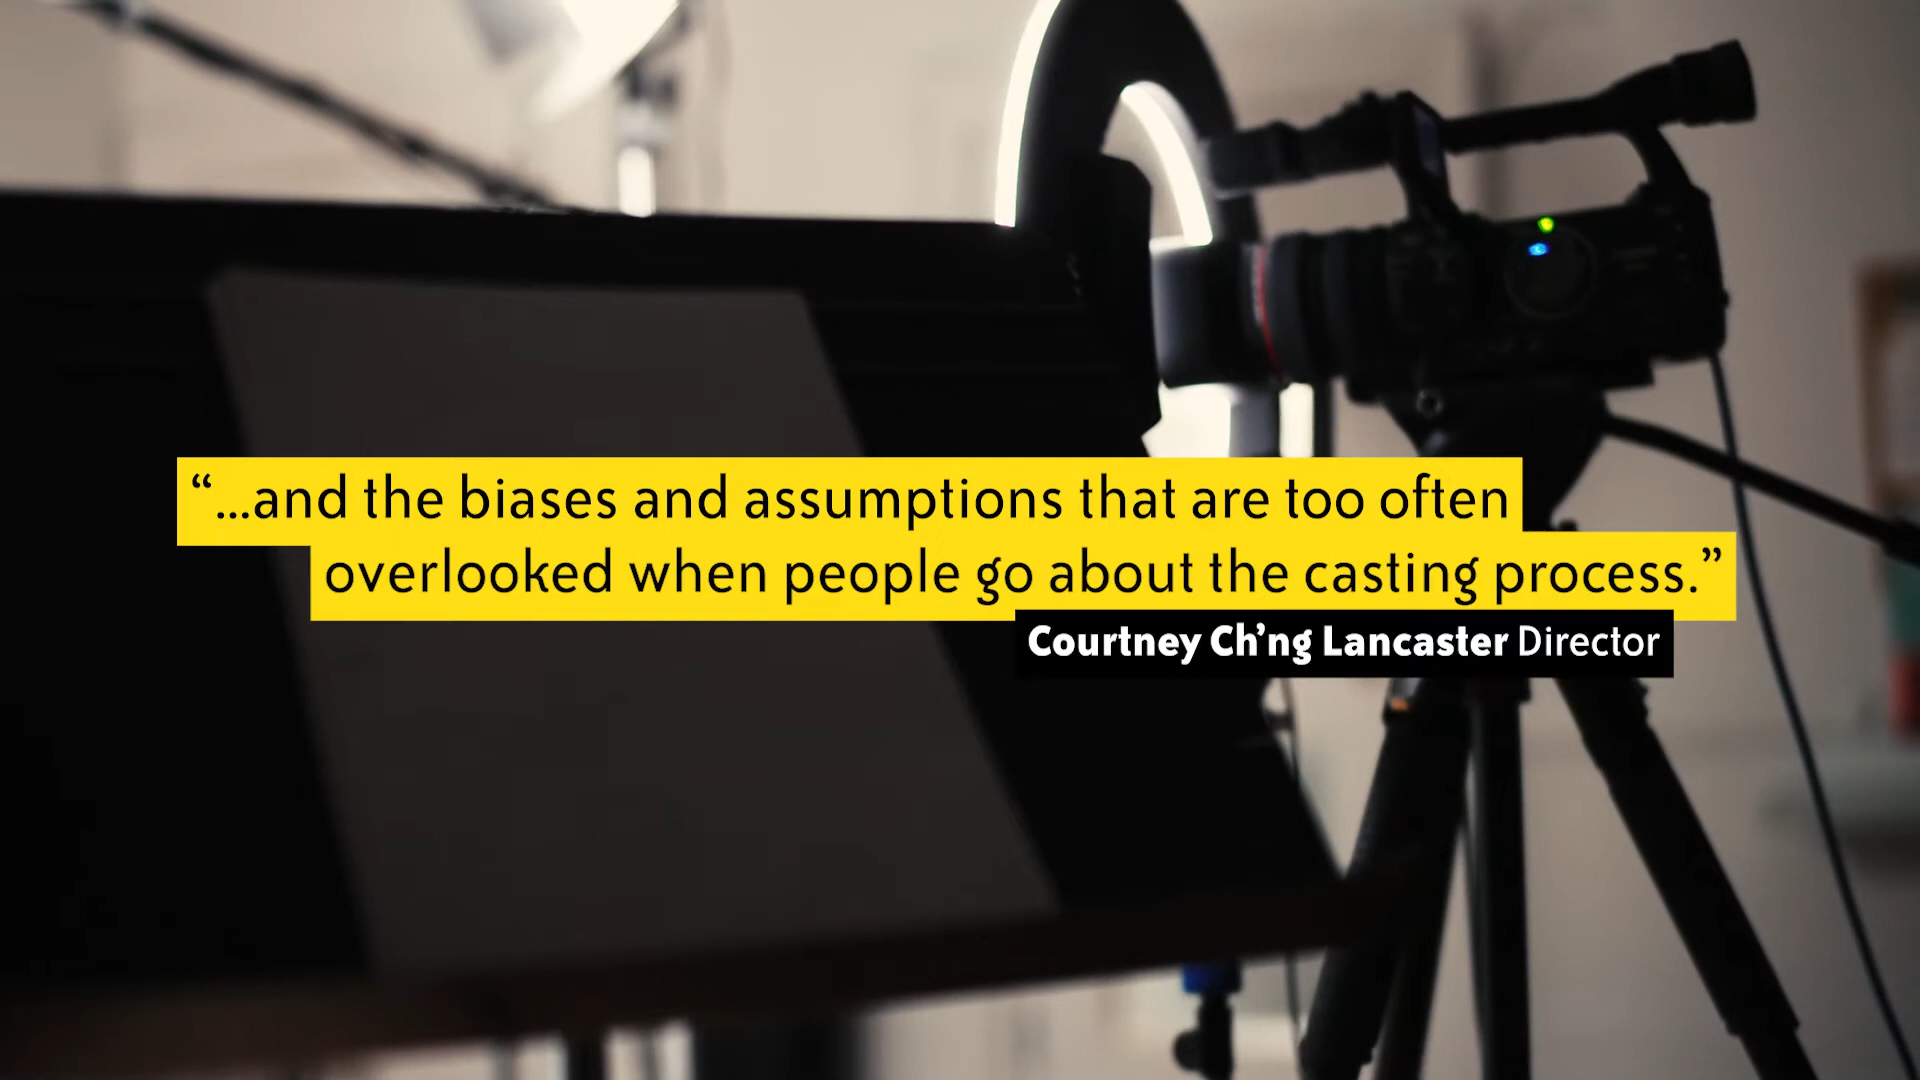 “...and the biases and assumptions that are too often
overlooked when people go about the casting process.”
Courtney Ch’ng Lancaster Director